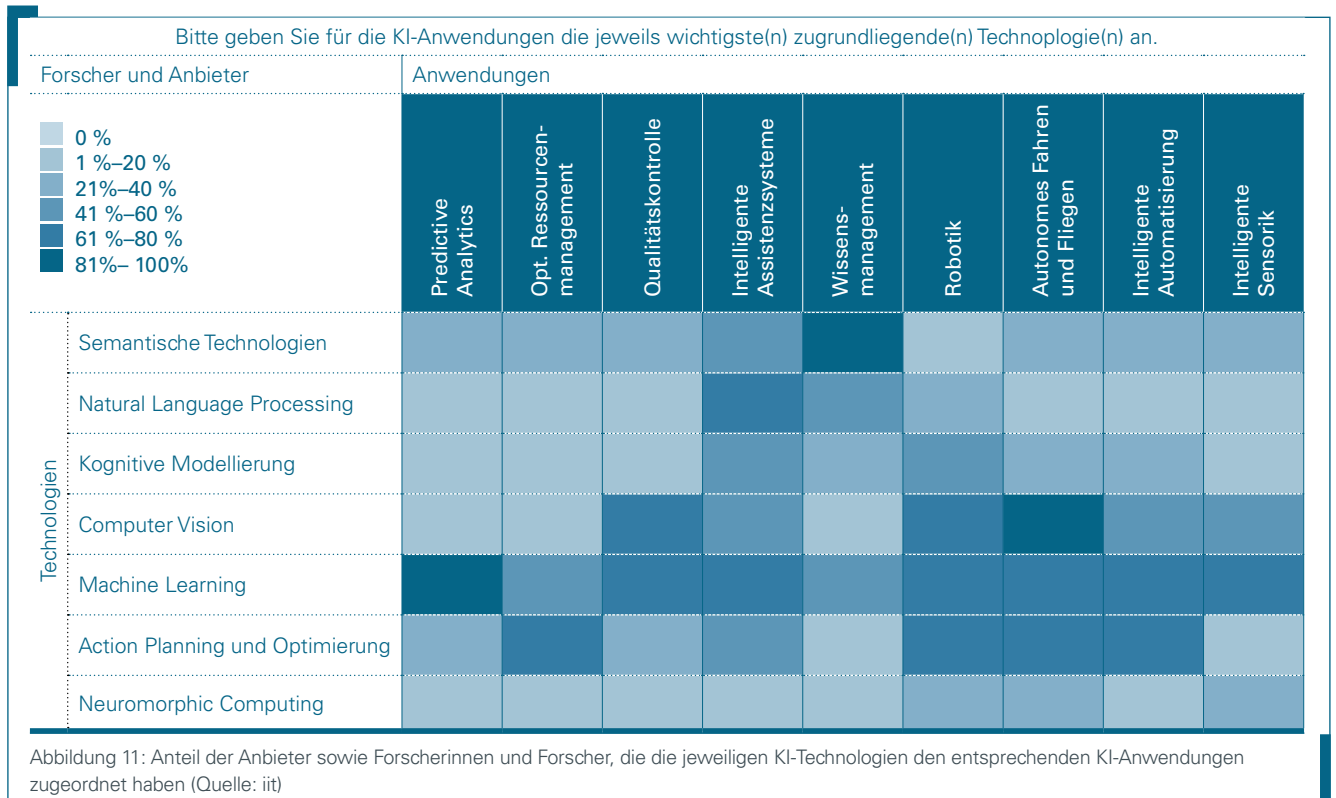 Bitte geben Sie für die KI-Anwendungen die jeweils wichtigste(n) zugrundliegende(n) Technoplogie(n) an.
Forscher und Anbieter
Anwendungen
0 %
1 %–20 %
21%–40 %
41 %–60 %
61 %–80 %
81%– 100%
Predictive
Analytics
Opt. Ressourcen-
management
Qualitätskontrolle
Intelligente
Assistenzsysteme
Wissens-
management
Robotik
Autonomes Fahren
und Fliegen
Intelligente
Automatisierung
Intelligente
Sensorik
Technologien
Semantische Technologien
Natural Language Processing
Kognitive Modellierung
Computer Vision
Machine Learning
Action Planning und Optimierung
Neuromorphic Computing
Abbildung 11: Anteil der Anbieter sowie Forscherinnen und Forscher, die die jeweiligen KI-Technologien den entsprechenden KI-Anwendungen
zugeordnet haben (Quelle: iit)